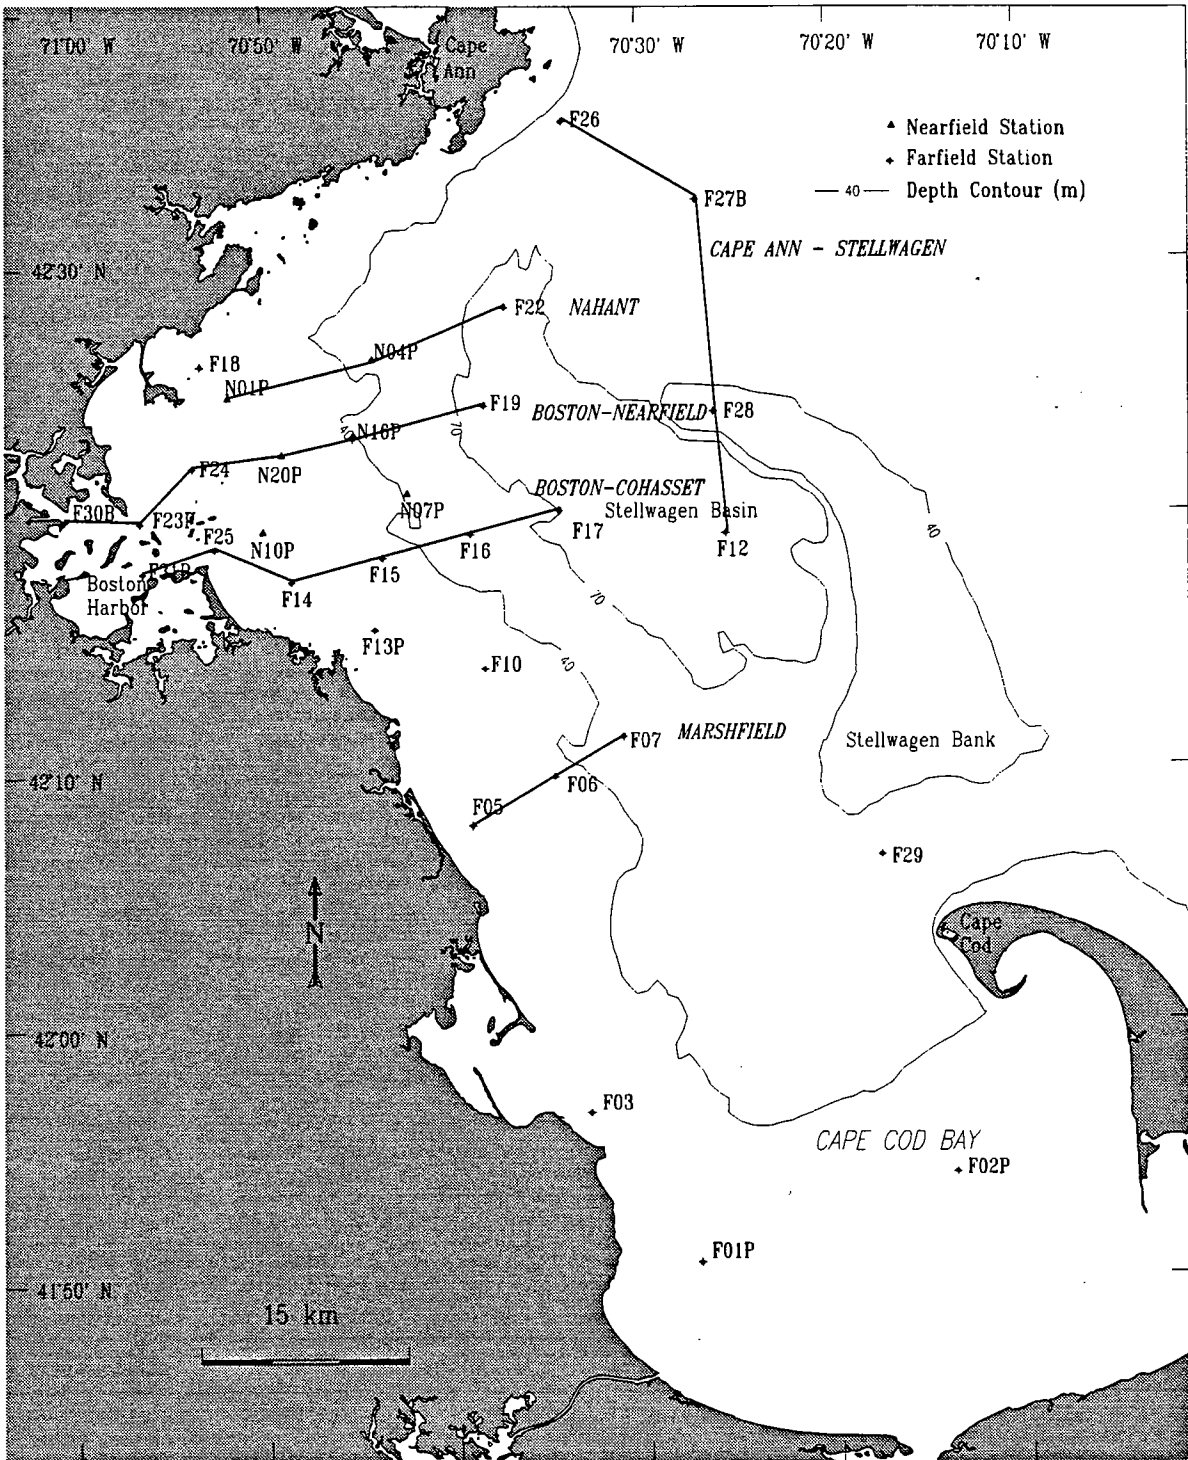 71°00' W
70°50' W
70°30' W
70°20' W
70°10' W
Cape
Ann
F26
▲ Nearfield Station
+ Farfield Station
— 40 — Depth Contour (m)
F27B
CAPE ANN - STELLWAGEN
42°30' N
F22
NAHANT
N04P
F18
N01P
F19
BOSTON-NEARFIELD
F28
40
N16P
70
F24
N20P
BOSTON-COHASSET
Stellwagen Basin
N07P
F30B
F23P
F17
40
F25
N10P
F16
F12
F31B
F15
Boston
Harbor
F14
70
F13P
F10
40
F07
MARSHFIELD
Stellwagen Bank
42°10' N
F06
F05
F29
N
Cape
Cod
42°00' N
F03
CAPE COD BAY
F02P
F01P
41°50' N
15 km